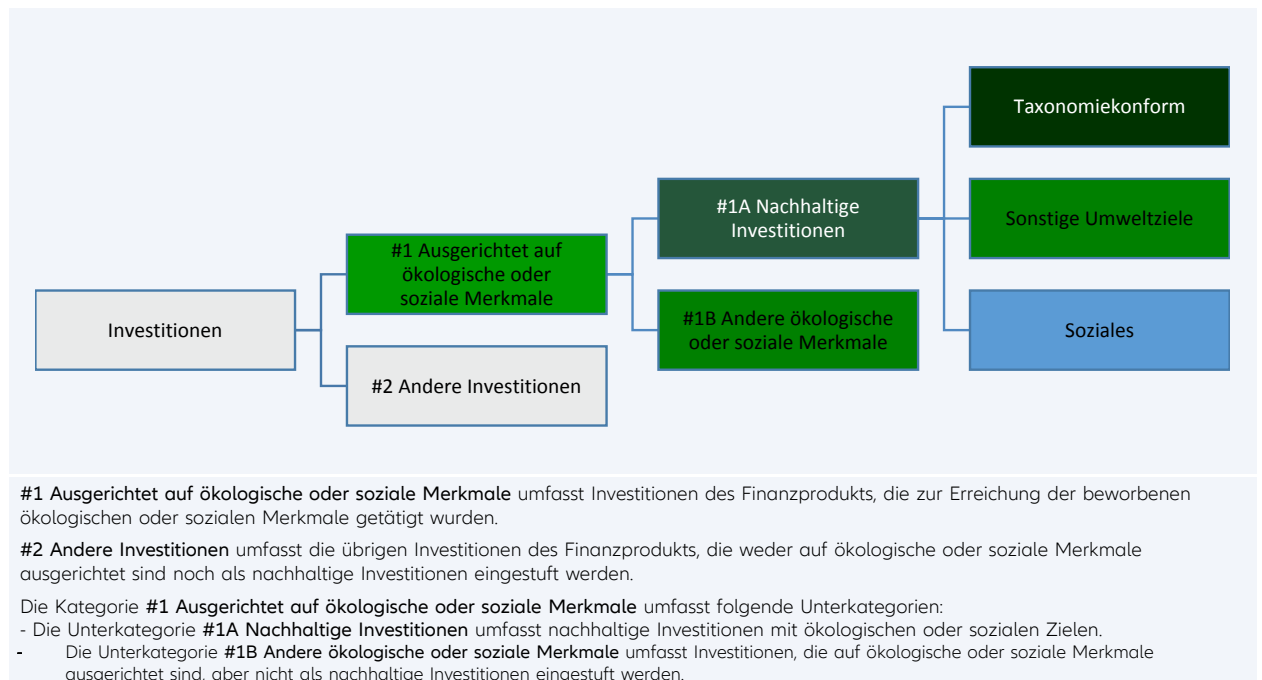 Taxonomiekonform
#1A Nachhaltige
Investitionen
Sonstige Umweltziele
#1 Ausgerichtet auf
ökologische oder
soziale Merkmale
Investitionen
#1B Andere ökologische
oder soziale Merkmale
Soziales
#2 Andere Investitionen
#1 Ausgerichtet auf ökologische oder soziale Merkmale umfasst Investitionen des Finanzprodukts, die zur Erreichung der beworbenen
ökologischen oder sozialen Merkmale getätigt wurden.
#2 Andere Investitionen umfasst die übrigen Investitionen des Finanzprodukts, die weder auf ökologische oder soziale Merkmale
ausgerichtet sind noch als nachhaltige Investitionen eingestuft werden.
Die Kategorie #1 Ausgerichtet auf ökologische oder soziale Merkmale umfasst folgende Unterkategorien:
- Die Unterkategorie #1A Nachhaltige Investitionen umfasst nachhaltige Investitionen mit ökologischen oder sozialen Zielen.
- Die Unterkategorie #1B Andere ökologische oder soziale Merkmale umfasst Investitionen, die auf ökologische oder soziale Merkmale
ausgerichtet sind, aber nicht als nachhaltige Investitionen eingestuft werden.